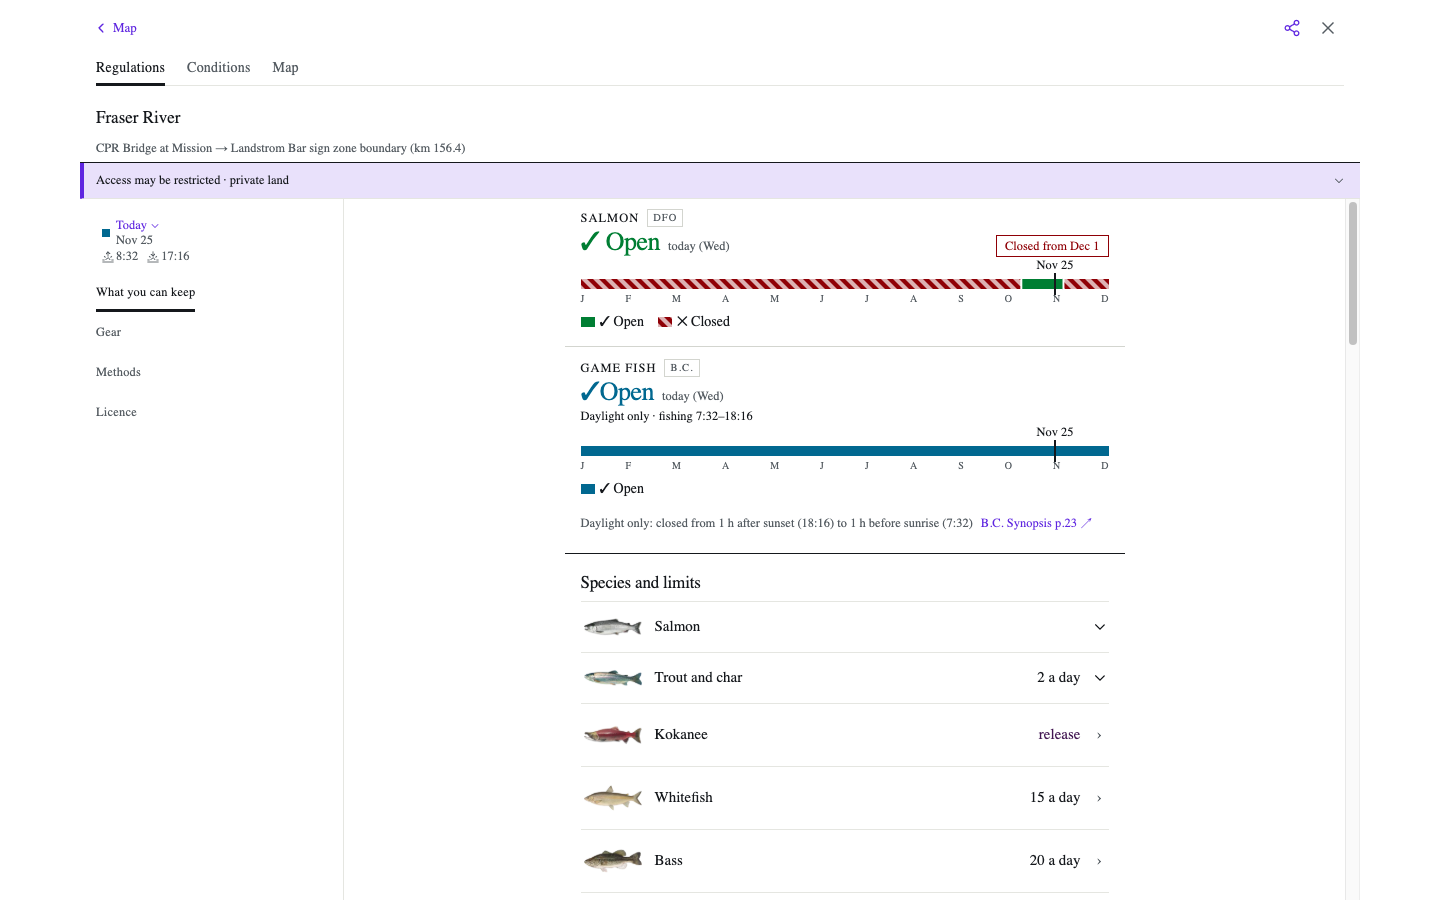 Map
Regulations Conditions Map
Fraser River
CPR Bridge at Mission → Landstrom Bar sign zone boundary (km 156.4)
Access may be restricted · private land
Today
Nov 25
8:32 17:16
What you can keep
Gear
Methods
Licence
SALMON DFO
✓ Open today (Wed)
Closed from Dec 1
Nov 25
J F M A M J J A S O N D
✓ Open ✕ Closed
GAME FISH B.C.
✓Open today (Wed)
Daylight only · fishing 7:32–18:16
Nov 25
J F M A M J J A S O N D
✓ Open
Daylight only: closed from 1 h after sunset (18:16) to 1 h before sunrise (7:32) B.C. Synopsis p.23 ↗
Species and limits
Salmon
Trout and char 2 a day
Kokanee release ›
Whitefish 15 a day ›
Bass 20 a day ›